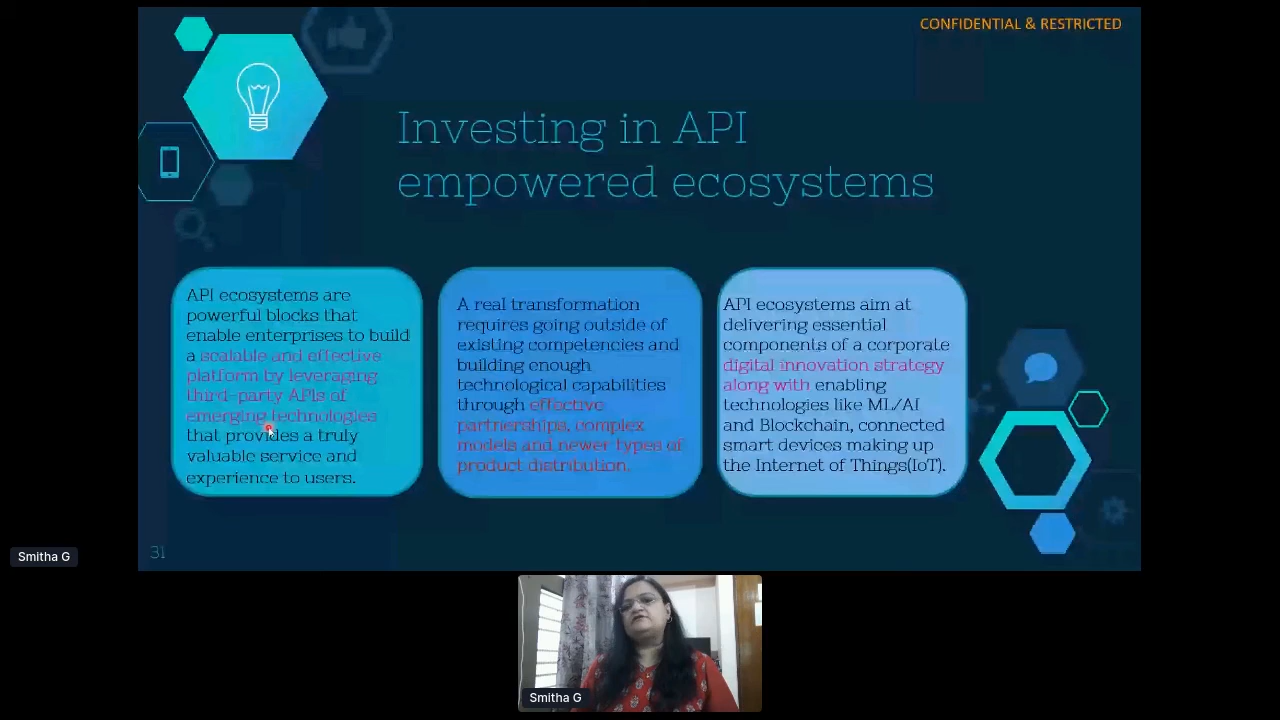 CONFIDENTIAL & RESTRICTED
Investing in API
empowered ecosystems
API ecosystems are
powerful blocks that
enable enterprises to build
a scalable and effective
platform by leveraging
third-party APIs of
emerging technologies
that provides a truly
valuable service and
experience to users.
A real transformation
requires going outside of
existing competencies and
building enough
technological capabilities
through effective
partnerships, complex
models and newer types of
product distribution.
API ecosystems aim at
delivering essential
components of a corporate
digital innovation strategy
along with enabling
technologies like ML/AI
and Blockchain, connected
smart devices making up
the Internet of Things(IoT).
31
Smitha G
Smitha G